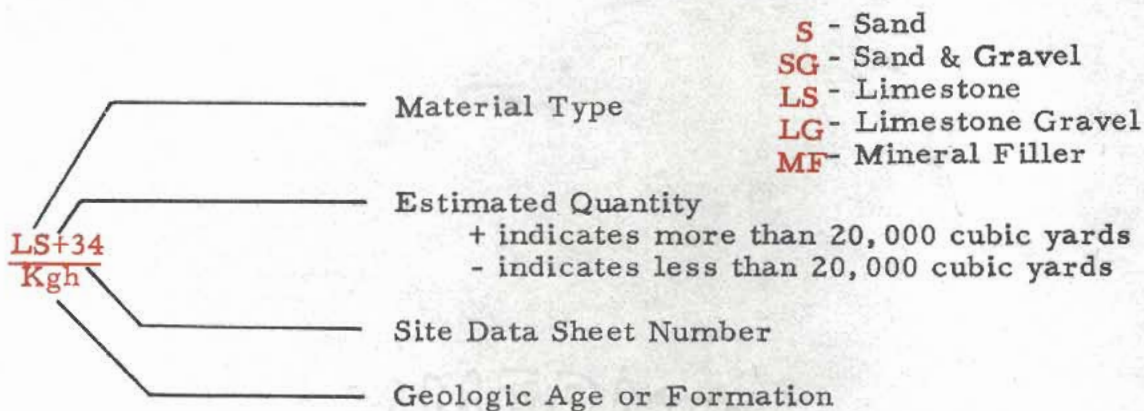 S - Sand
SG - Sand & Gravel
LS - Limestone
LG - Limestone Gravel
MF - Mineral Filler
Material Type
Estimated Quantity
+ indicates more than 20,000 cubic yards
- indicates less than 20,000 cubic yards
LS+34
Kgh
Site Data Sheet Number
Geologic Age or Formation